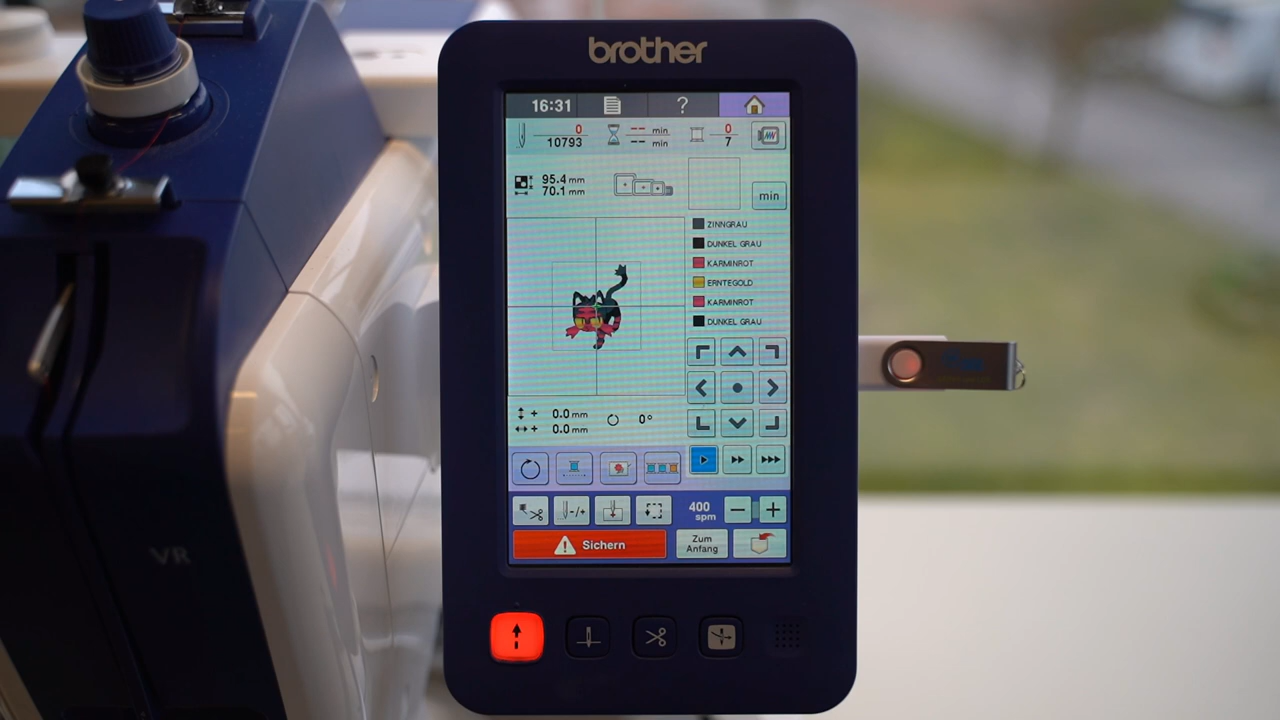 brother
16:31
?
0
10793
-- min
-- min
0
7
95.4 mm
70.1 mm
min
ZINNGRAU
DUNKEL GRAU
KARMINROT
ERNTEGOLD
KARMINROT
DUNKEL GRAU
+ 0.0 mm
+ 0.0 mm
0°
-/+
400
spm
− +
Sichern
Zum
Anfang
VR